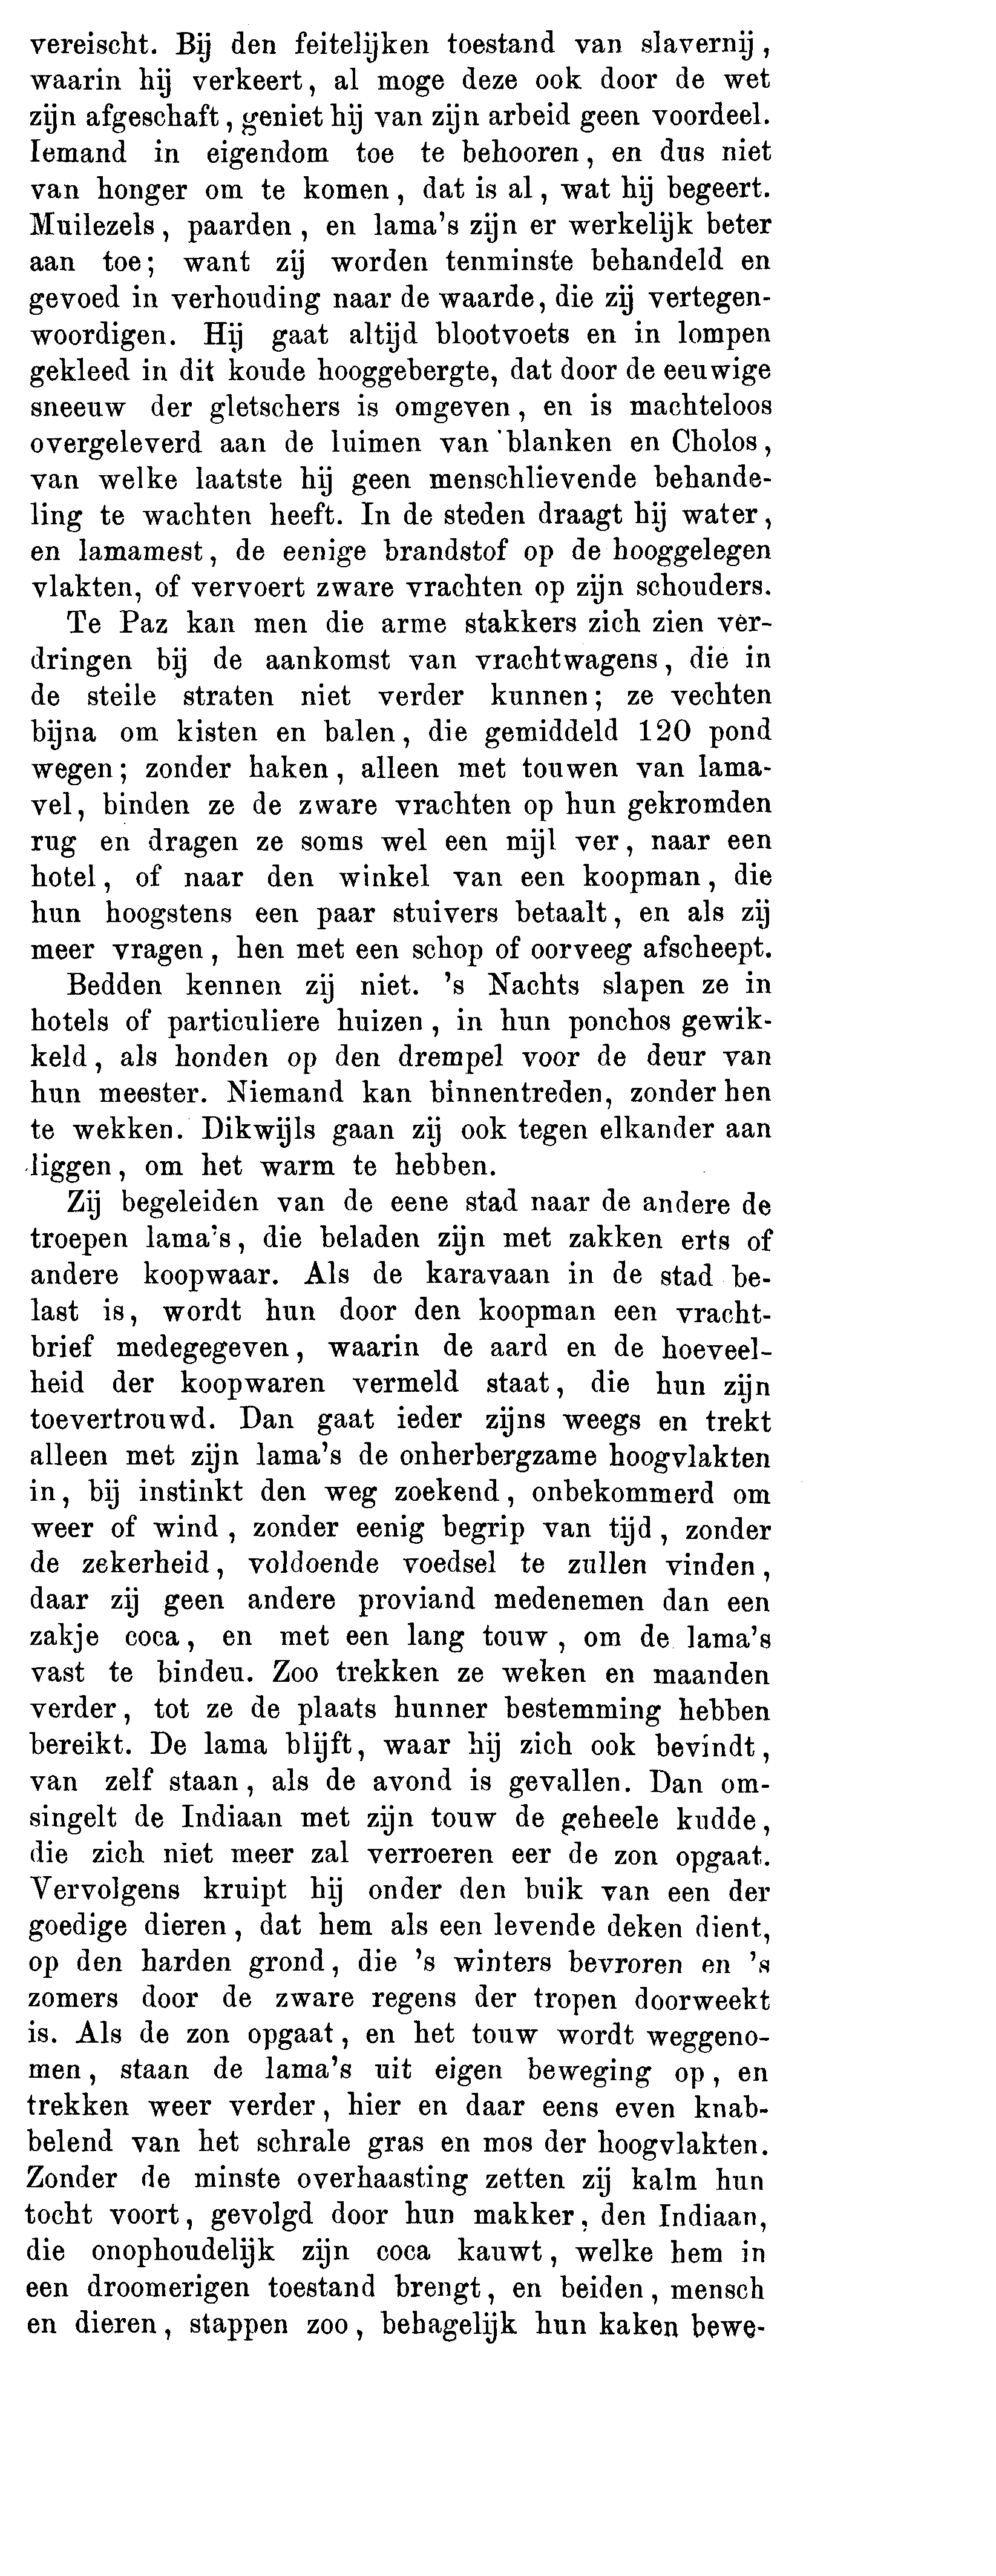 vereischt. Bij den feitelijken toestand van slavernij,
waarin hij verkeert, al moge deze ook door de wet
zijn afgeschaft, geniet hij van zijn arbeid geen voordeel.
Iemand in eigendom toe te behooren, en dus niet
van honger om te komen, dat is al, wat hij begeert.
Muilezels, paarden, en lama's zijn er werkelijk beter
aan toe; want zij worden tenminste behandeld en
gevoed in verhouding naar de waarde, die zij vertegen-
woordigen. Hij gaat altijd blootvoets en in lompen
gekleed in dit koude hooggebergte, dat door de eeuwige
sneeuw der gletschers is omgeven, en is machteloos
overgeleverd aan de luimen van blanken en Cholos,
van welke laatste hij geen menschlievende behande-
ling te wachten heeft. In de steden draagt hij water,
en lamamest, de eenige brandstof op de hooggelegen
vlakten, of vervoert zware vrachten op zijn schouders.
Te Paz kan men die arme stakkers zich zien ver-
dringen bij de aankomst van vrachtwagens, die in
de steile straten niet verder kunnen; ze vechten
bijna om kisten en balen, die gemiddeld 120 pond
wegen; zonder haken, alleen met touwen van lama-
vel, binden ze de zware vrachten op hun gekromden
rug en dragen ze soms wel een mijl ver, naar een
hotel, of naar den winkel van een koopman, die
hun hoogstens een paar stuivers betaalt, en als zij
meer vragen, hen met een schop of oorveeg afscheept.
Bedden kennen zij niet. 's Nachts slapen ze in
hotels of particuliere huizen, in hun ponchos gewik-
keld, als honden op den drempel voor de deur van
hun meester. Niemand kan binnentreden, zonder hen
te wekken. Dikwijls gaan zij ook tegen elkander aan
liggen, om het warm te hebben.
Zij begeleiden van de eene stad naar de andere de
troepen lama's, die beladen zijn met zakken erts of
andere koopwaar. Als de karavaan in de stad be-
last is, wordt hun door den koopman een vracht-
brief medegegeven, waarin de aard en de hoeveel-
heid der koopwaren vermeld staat, die hun zijn
toevertrouwd. Dan gaat ieder zijns weegs en trekt
alleen met zijn lama's de onherbergzame hoogvlakten
in, bij instinkt den weg zoekend, onbekommerd om
weer of wind, zonder eenig begrip van tijd, zonder
de zekerheid, voldoende voedsel te zullen vinden,
daar zij geen andere proviand medenemen dan een
zakje coca, en met een lang touw, om de lama's
vast te bindeu. Zoo trekken ze weken en maanden
verder, tot ze de plaats hunner bestemming hebben
bereikt. De lama blijft, waar hij zich ook bevindt,
van zelf staan, als de avond is gevallen. Dan om-
singelt de Indiaan met zijn touw de geheele kudde,
die zich niet meer zal verroeren eer de zon opgaat.
Vervolgens kruipt hij onder den buik van een der
goedige dieren, dat hem als een levende deken dient,
op den harden grond, die 's winters bevroren en 's
zomers door de zware regens der tropen doorweekt
is. Als de zon opgaat, en het touw wordt weggeno-
men, staan de lama's uit eigen beweging op, en
trekken weer verder, hier en daar eens even knab-
belend van het schrale gras en mos der hoogvlakten.
Zonder de minste overhaasting zetten zij kalm hun
tocht voort, gevolgd door hun makker, den Indiaan,
die onophoudelijk zijn coca kauwt, welke hem in
een droomerigen toestand brengt, en beiden, mensch
en dieren, stappen zoo, behagelijk hun kaken bewe-